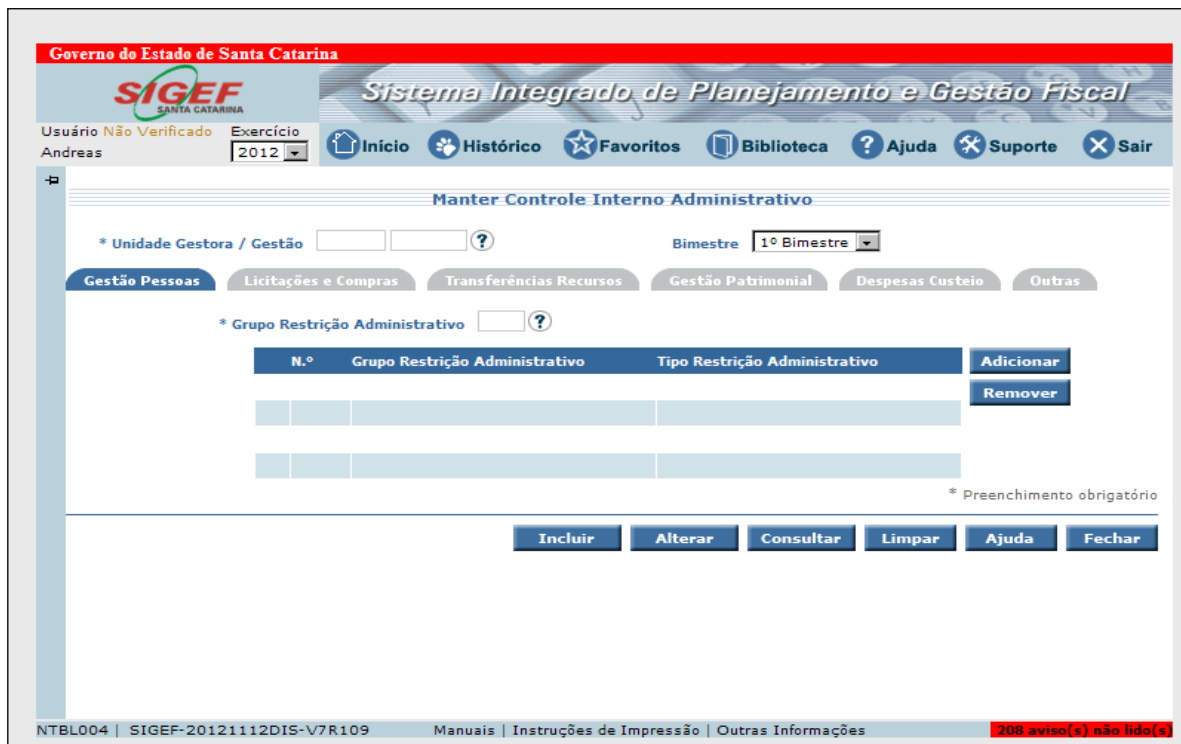 Governo do Estado de Santa Catarina
SIGEF
SANTA CATARINA
Sistema Integrado de Planejamento e Gestão Fiscal
Usuário Não Verificado Exercício
Andreas 2012
Início Histórico Favoritos Biblioteca ? Ajuda Suporte Sair
Manter Controle Interno Administrativo
* Unidade Gestora / Gestão ? Bimestre 1º Bimestre
Gestão Pessoas Licitações e Compras Transferências Recursos Gestão Patrimonial Despesas Custeio Outras
* Grupo Restrição Administrativo ?
N.º Grupo Restrição Administrativo Tipo Restrição Administrativo Adicionar
Remover
* Preenchimento obrigatório
Incluir Alterar Consultar Limpar Ajuda Fechar
NTBL004 | SIGEF-20121112DIS-V7R109 Manuais | Instruções de Impressão | Outras Informações 208 aviso(s) não lido(s)